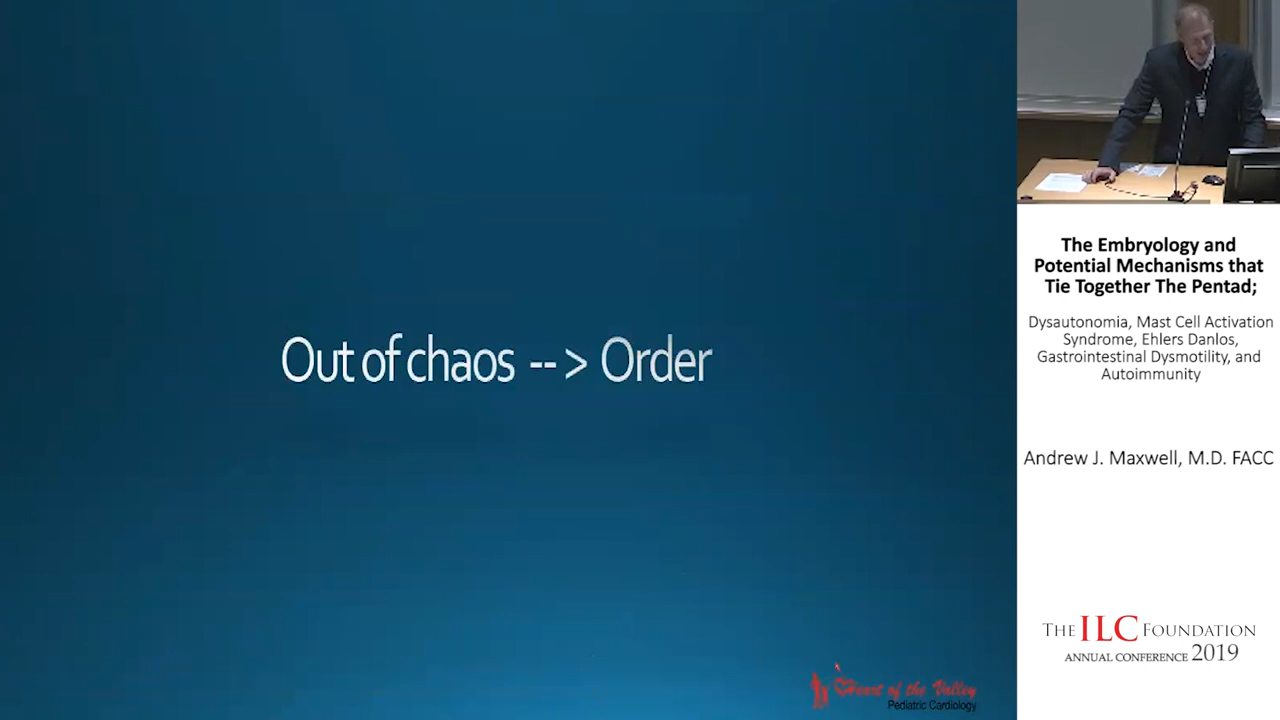 Out of chaos -- > Order
Heart of the Valley
Pediatric Cardiology
The Embryology and
Potential Mechanisms that
Tie Together The Pentad;
Dysautonomia, Mast Cell Activation
Syndrome, Ehlers Danlos,
Gastrointestinal Dysmotility, and
Autoimmunity
Andrew J. Maxwell, M.D. FACC
THE ILC FOUNDATION
ANNUAL CONFERENCE 2019